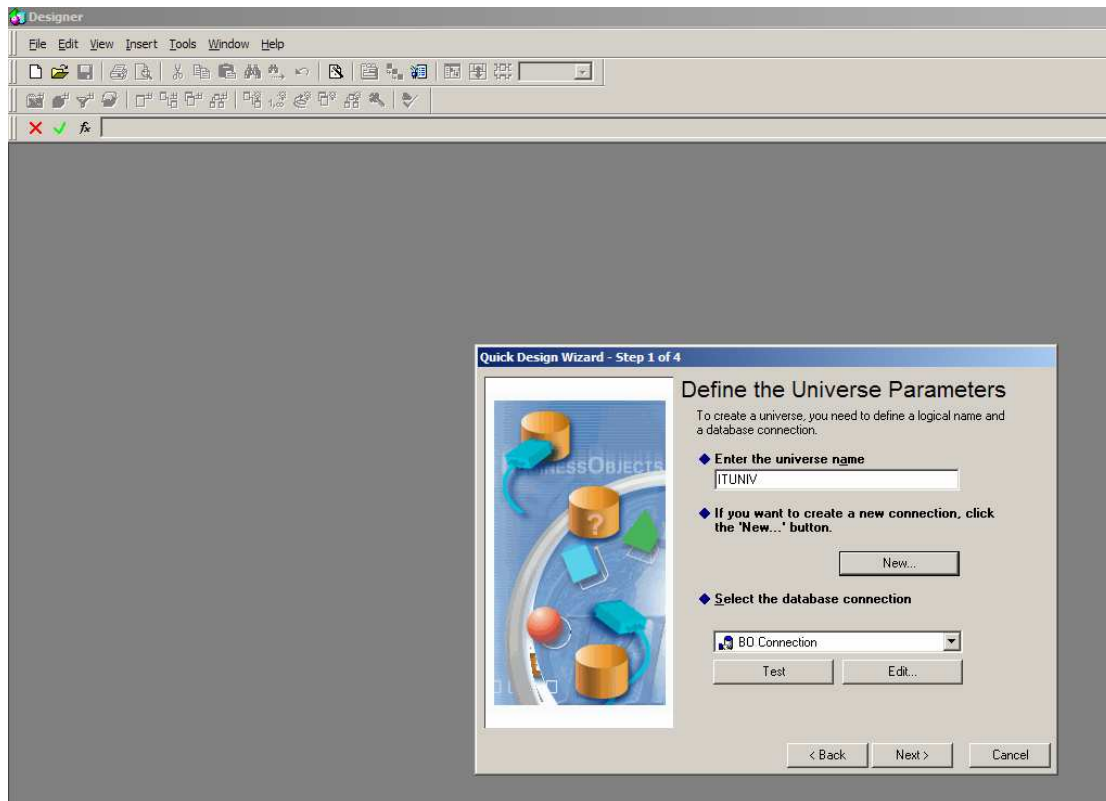 Designer
File Edit View Insert Tools Window Help
Quick Design Wizard - Step 1 of 4
Define the Universe Parameters
To create a universe, you need to define a logical name and
a database connection.
Enter the universe name
ITUNIV
If you want to create a new connection, click
the 'New...' button.
New...
Select the database connection
BO Connection
Test Edit...
< Back Next > Cancel